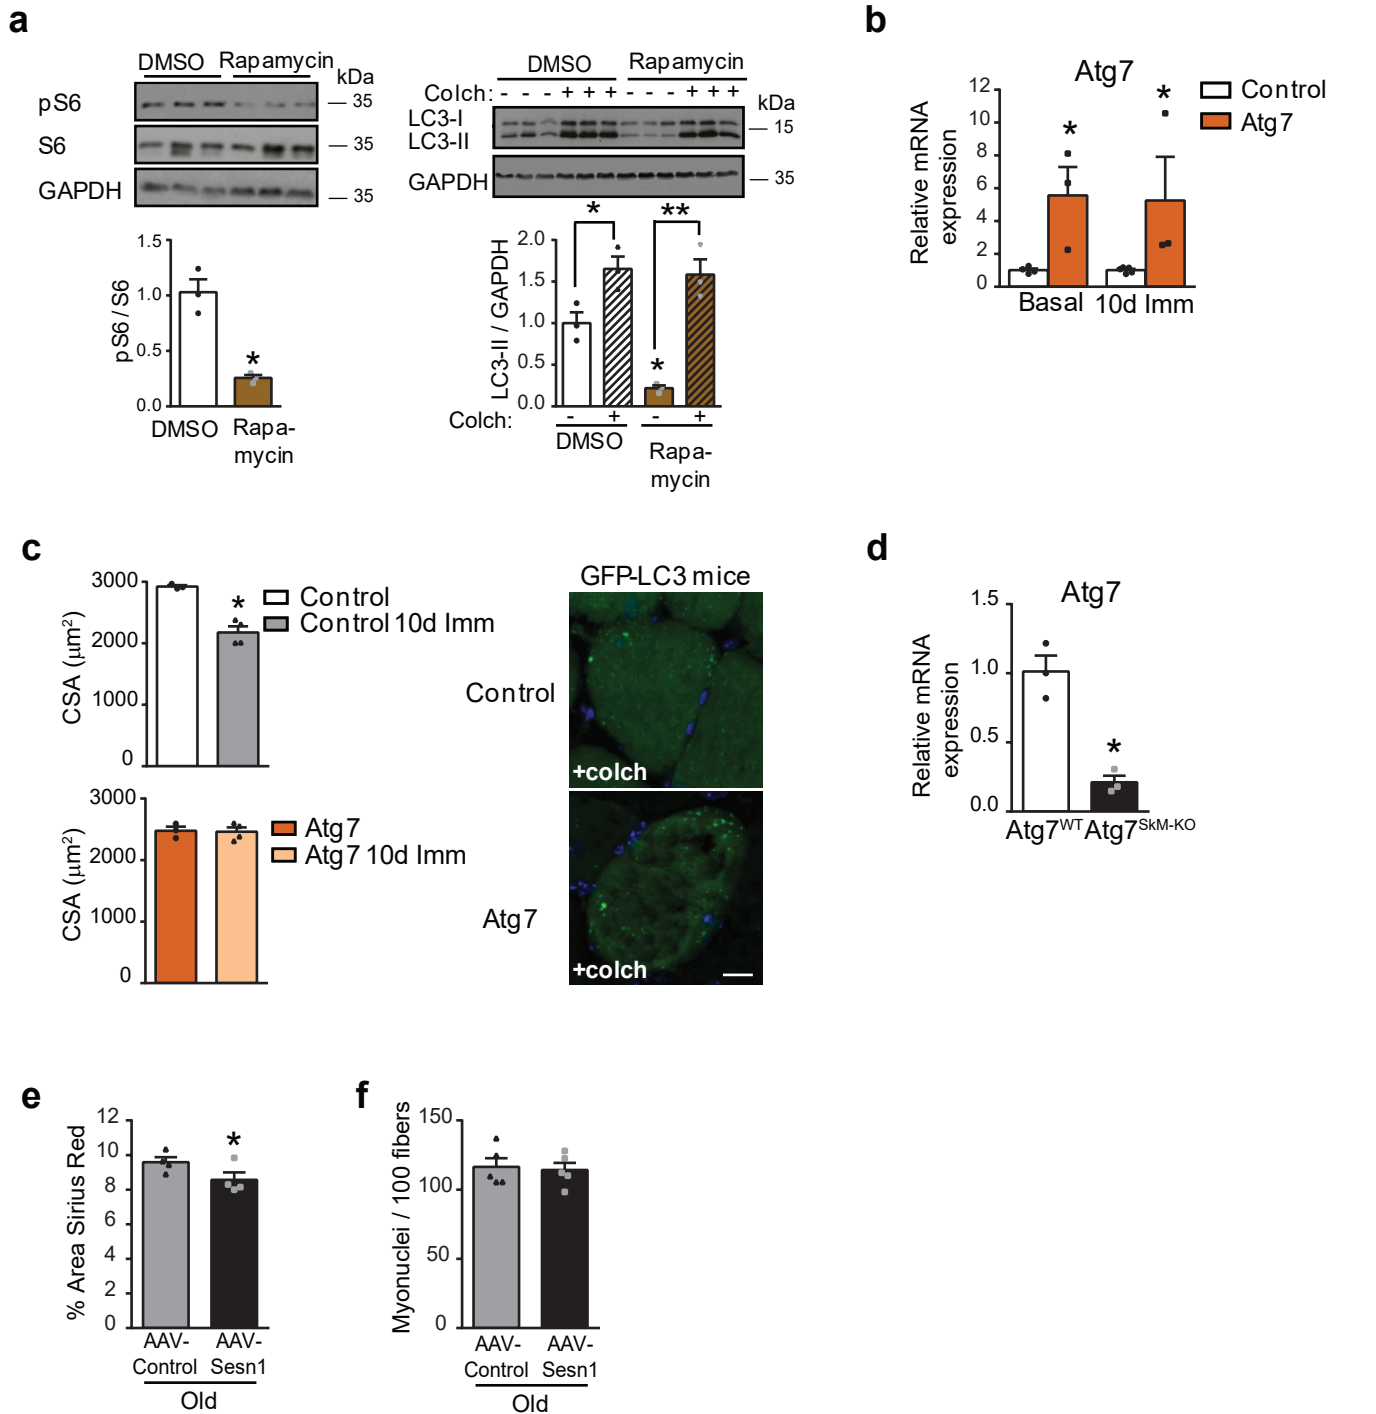 a
DMSO Rapamycin
kDa
pS6
35
S6
35
GAPDH
35
1.5
1.0
0.5
0.0
pS6 / S6
*
DMSO
Rapa-
mycin
DMSO Rapamycin
Colch: - - - + + + - - - + + +
kDa
LC3-I
LC3-II
15
GAPDH
35
* **
2.0
1.5
1.0
0.5
0.0
LC3-II / GAPDH
*
Colch: - + - +
DMSO
Rapa-
mycin
b
Atg7
12
10
8
6
4
2
0
Relative mRNA
expression
* *
Basal 10d Imm
Control
Atg7
c
3000
2000
1000
0
CSA (µm²)
*
Control
Control 10d Imm
3000
2000
1000
0
CSA (µm²)
Atg7
Atg7 10d Imm
GFP-LC3 mice
Control
+colch
Atg7
+colch
d
Atg7
1.5
1.0
0.5
0.0
Relative mRNA
expression
*
Atg7WT Atg7SkM-KO
e
12
10
8
6
4
2
0
% Area Sirius Red
*
AAV- AAV-
Control Sesn1
Old
f
150
100
50
0
Myonuclei / 100 fibers
AAV- AAV-
Control Sesn1
Old